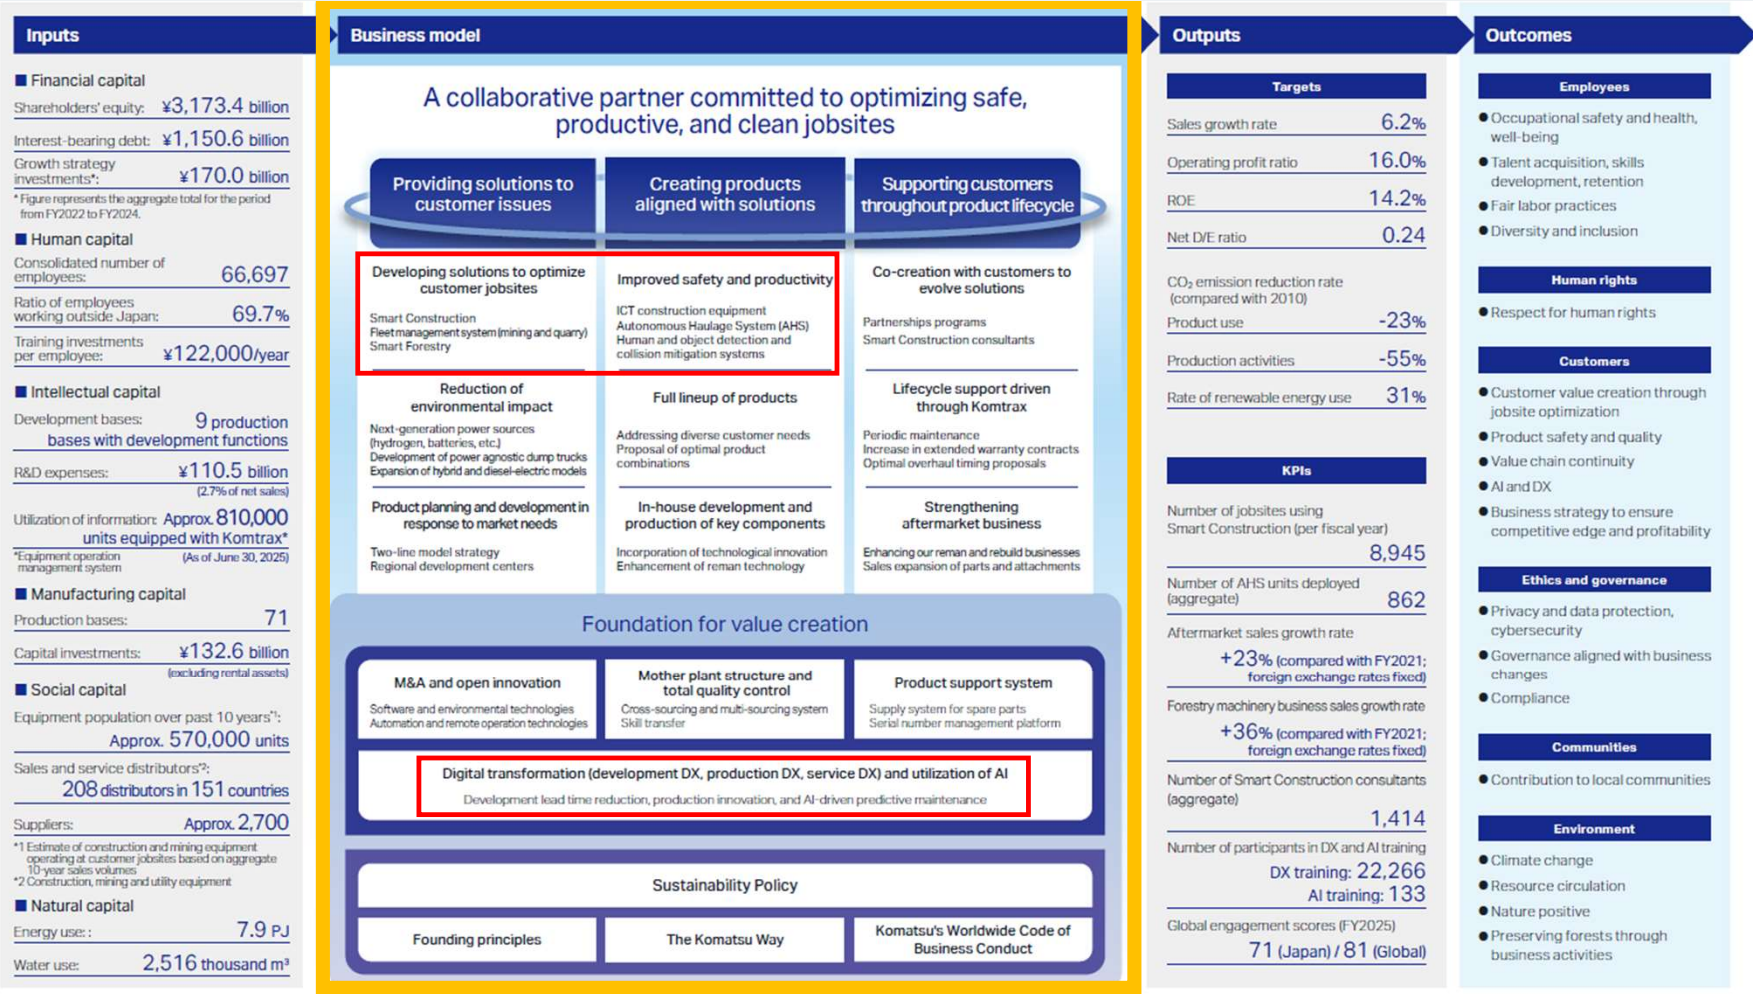 Inputs
■ Financial capital
Shareholders' equity: ¥3,173.4 billion
Interest-bearing debt: ¥1,150.6 billion
Growth strategy
investments*: ¥170.0 billion
* Figure represents the aggregate total for the period
from FY2022 to FY2024.
■ Human capital
Consolidated number of
employees: 66,697
Ratio of employees
working outside Japan: 69.7%
Training investments
per employee: ¥122,000/year
■ Intellectual capital
Development bases: 9 production
bases with development functions
R&D expenses: ¥110.5 billion
(2.7% of net sales)
Utilization of information: Approx. 810,000
units equipped with Komtrax*
*Equipment operation
management system
(As of June 30, 2025)
■ Manufacturing capital
Production bases: 71
Capital investments: ¥132.6 billion
(excluding rental assets)
■ Social capital
Equipment population over past 10 years*1:
Approx. 570,000 units
Sales and service distributors*2:
208 distributors in 151 countries
Suppliers: Approx. 2,700
*1 Estimate of construction and mining equipment
operating at customer jobsites based on aggregate
10-year sales volumes
*2 Construction, mining and utility equipment
■ Natural capital
Energy use: : 7.9 PJ
Water use: 2,516 thousand m³
Business model
A collaborative partner committed to optimizing safe,
productive, and clean jobsites
Providing solutions to
customer issues
Developing solutions to optimize
customer jobsites
Smart Construction
Fleet management system (mining and quarry)
Smart Forestry
Reduction of
environmental impact
Next-generation power sources
(hydrogen, batteries, etc.)
Development of power agnostic dump trucks
Expansion of hybrid and diesel-electric models
Product planning and development in
response to market needs
Two-line model strategy
Regional development centers
Creating products
aligned with solutions
Improved safety and productivity
ICT construction equipment
Autonomous Haulage System (AHS)
Human and object detection and
collision mitigation systems
Full lineup of products
Addressing diverse customer needs
Proposal of optimal product
combinations
In-house development and
production of key components
Incorporation of technological innovation
Enhancement of reman technology
Supporting customers
throughout product lifecycle
Co-creation with customers to
evolve solutions
Partnerships programs
Smart Construction consultants
Lifecycle support driven
through Komtrax
Periodic maintenance
Increase in extended warranty contracts
Optimal overhaul timing proposals
Strengthening
aftermarket business
Enhancing our reman and rebuild businesses
Sales expansion of parts and attachments
Foundation for value creation
M&A and open innovation
Software and environmental technologies
Automation and remote operation technologies
Mother plant structure and
total quality control
Cross-sourcing and multi-sourcing system
Skill transfer
Product support system
Supply system for spare parts
Serial number management platform
Digital transformation (development DX, production DX, service DX) and utilization of AI
Development lead time reduction, production innovation, and AI-driven predictive maintenance
Sustainability Policy
Founding principles
The Komatsu Way
Komatsu's Worldwide Code of
Business Conduct
Outputs
Targets
Sales growth rate 6.2%
Operating profit ratio 16.0%
ROE 14.2%
Net D/E ratio 0.24
CO₂ emission reduction rate
(compared with 2010)
Product use -23%
Production activities -55%
Rate of renewable energy use 31%
KPIs
Number of jobsites using
Smart Construction (per fiscal year)
8,945
Number of AHS units deployed
(aggregate) 862
Aftermarket sales growth rate
+23% (compared with FY2021;
foreign exchange rates fixed)
Forestry machinery business sales growth rate
+36% (compared with FY2021;
foreign exchange rates fixed)
Number of Smart Construction consultants
(aggregate)
1,414
Number of participants in DX and AI training
DX training: 22,266
AI training: 133
Global engagement scores (FY2025)
71 (Japan) / 81 (Global)
Outcomes
Employees
● Occupational safety and health,
well-being
● Talent acquisition, skills
development, retention
● Fair labor practices
● Diversity and inclusion
Human rights
● Respect for human rights
Customers
● Customer value creation through
jobsite optimization
● Product safety and quality
● Value chain continuity
● AI and DX
● Business strategy to ensure
competitive edge and profitability
Ethics and governance
● Privacy and data protection,
cybersecurity
● Governance aligned with business
changes
● Compliance
Communities
● Contribution to local communities
Environment
● Climate change
● Resource circulation
● Nature positive
● Preserving forests through
business activities